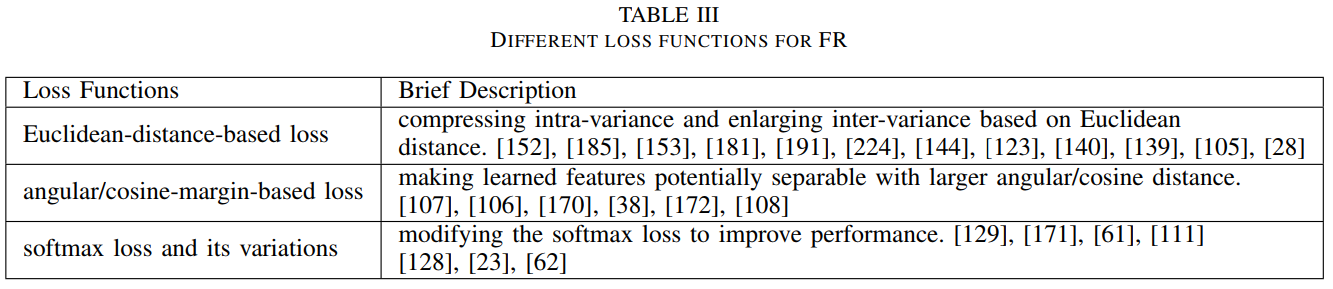 TABLE III
DIFFERENT LOSS FUNCTIONS FOR FR
Loss Functions Brief Description
Euclidean-distance-based loss compressing intra-variance and enlarging inter-variance based on Euclidean
distance. [152], [185], [153], [181], [191], [224], [144], [123], [140], [139], [105], [28]
angular/cosine-margin-based loss making learned features potentially separable with larger angular/cosine distance.
[107], [106], [170], [38], [172], [108]
softmax loss and its variations modifying the softmax loss to improve performance. [129], [171], [61], [111]
[128], [23], [62]